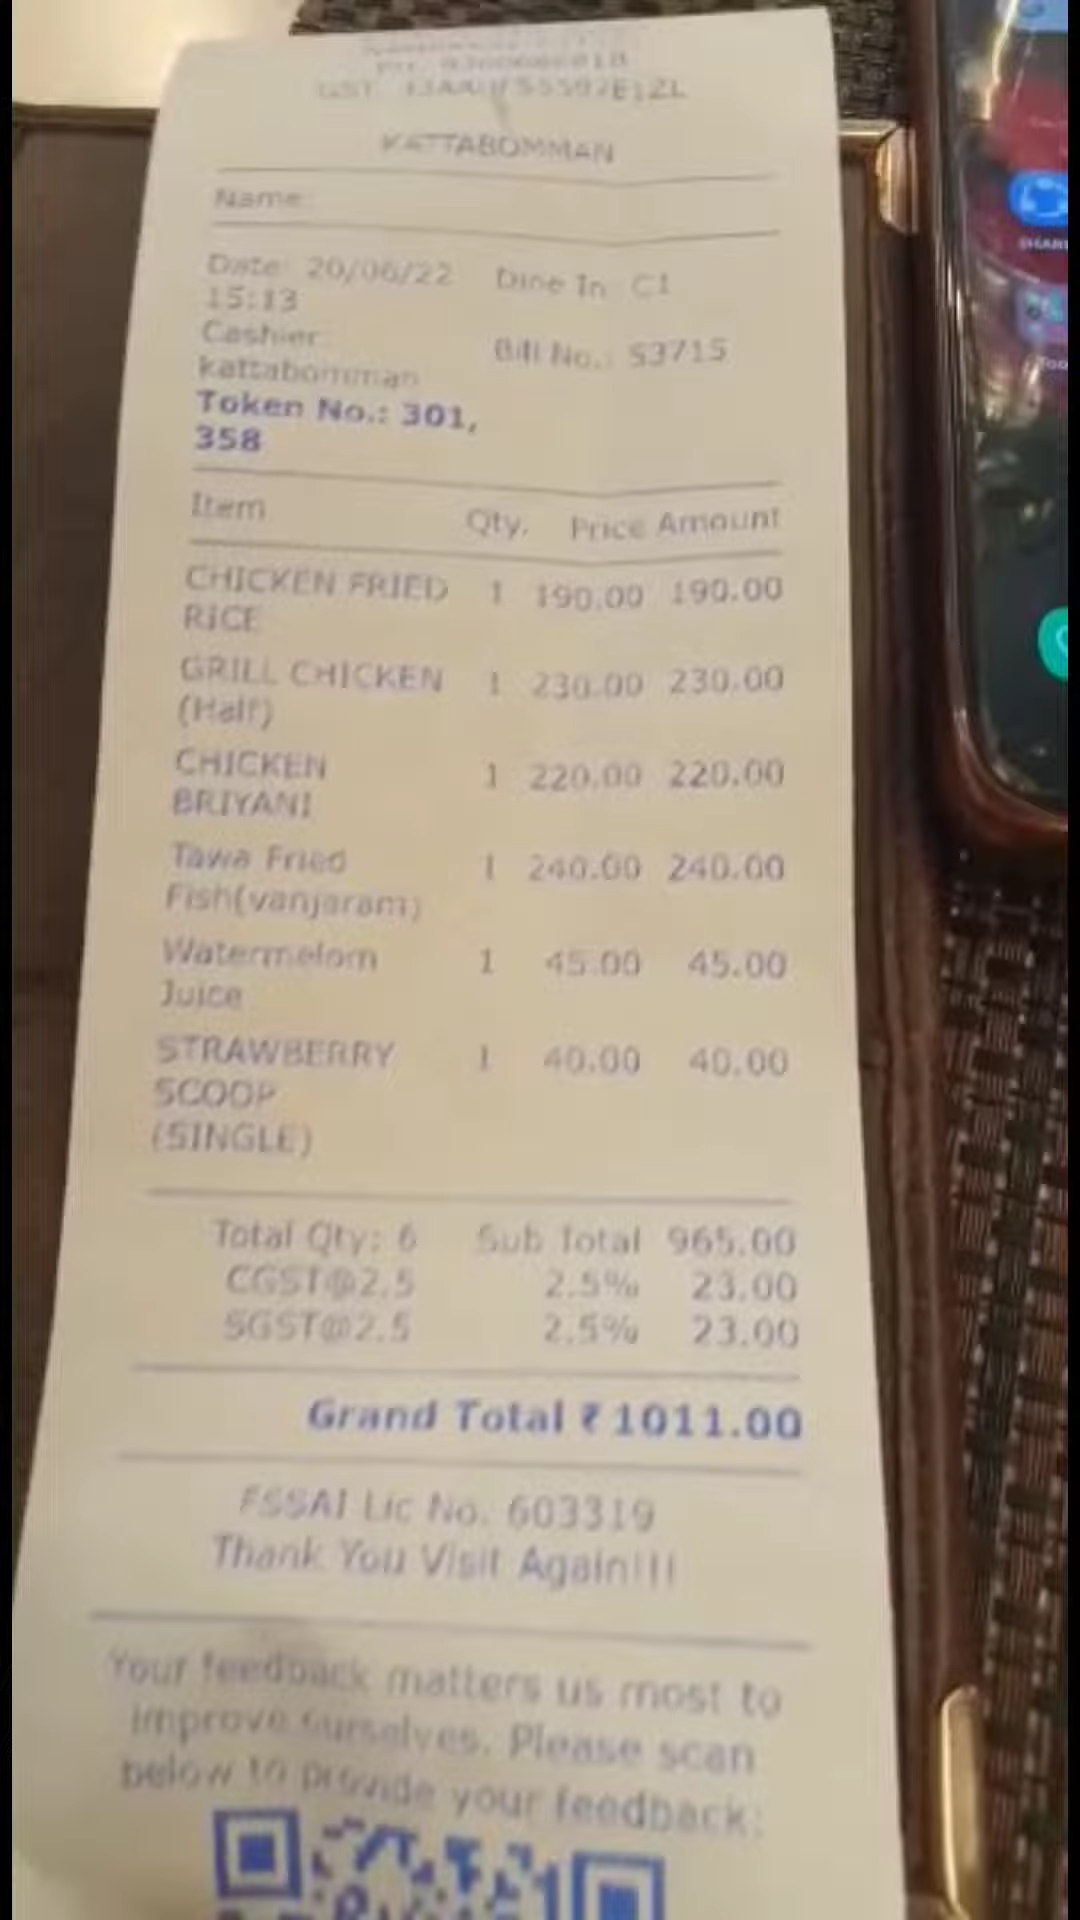 KATTABOMMAN
Name:
Date: 20/06/22 Dine In: C1
15:13
Cashier: Bill No.: S3715
kattabomman
Token No.: 301,
358
Item Qty. Price Amount
CHICKEN FRIED 1 190.00 190.00
RICE
GRILL CHICKEN 1 230.00 230.00
(Half)
CHICKEN 1 220.00 220.00
BRIYANI
Tawa Fried 1 240.00 240.00
Fish(vanjaram)
Watermelom 1 45.00 45.00
Juice
STRAWBERRY 1 40.00 40.00
SCOOP
(SINGLE)
Total Qty: 6 Sub Total 965.00
CGST@2.5 2.5% 23.00
SGST@2.5 2.5% 23.00
Grand Total ₹ 1011.00
FSSAI Lic No. 603319
Thank You Visit Again!!!
Your feedback matters us most to
improve ourselves. Please scan
below to provide your feedback: